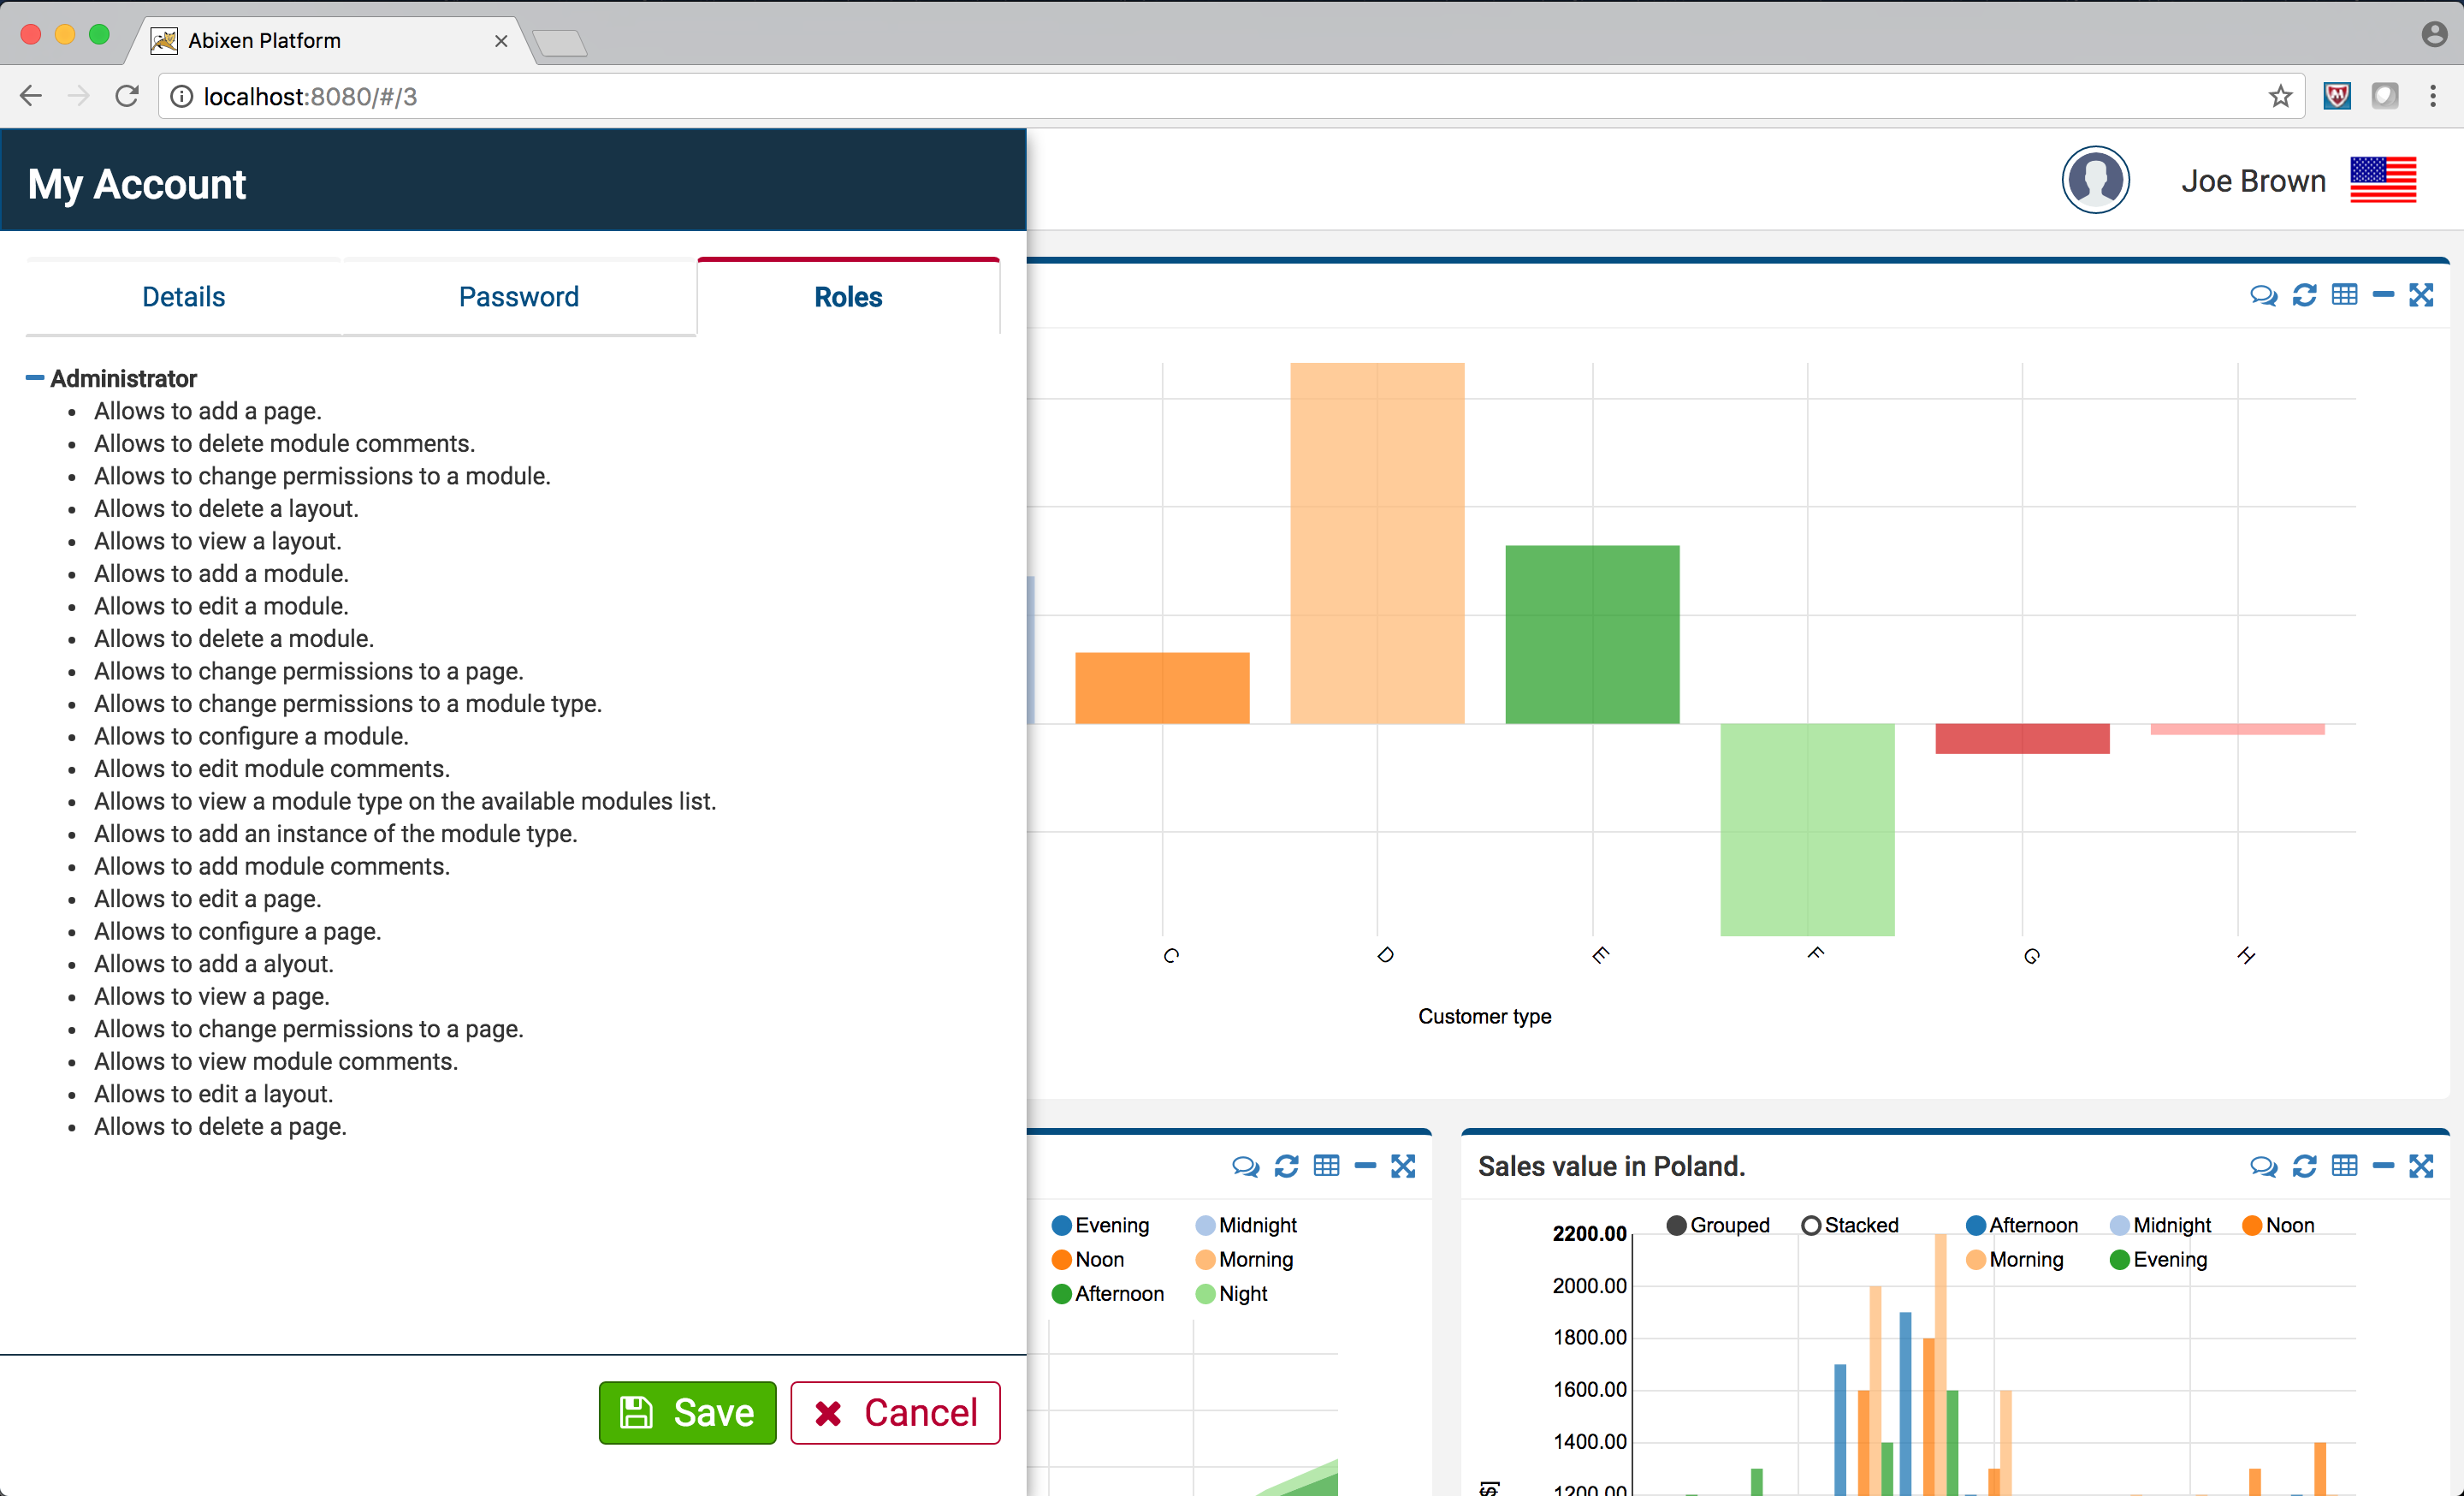 Abixen Platform
localhost:8080/#/3
My Account
Joe Brown
Details
Password
Roles
Administrator
Allows to add a page.
Allows to delete module comments.
Allows to change permissions to a module.
Allows to delete a layout.
Allows to view a layout.
Allows to add a module.
Allows to edit a module.
Allows to delete a module.
Allows to change permissions to a page.
Allows to change permissions to a module type.
Allows to configure a module.
Allows to edit module comments.
Allows to view a module type on the available modules list.
Allows to add an instance of the module type.
Allows to add module comments.
Allows to edit a page.
Allows to configure a page.
Allows to add a alyout.
Allows to view a page.
Allows to change permissions to a page.
Allows to view module comments.
Allows to edit a layout.
Allows to delete a page.
Save
Cancel
C
D
E
F
G
H
Customer type
Evening
Midnight
Noon
Morning
Afternoon
Night
Sales value in Poland.
Grouped
Stacked
Afternoon
Midnight
Noon
Morning
Evening
2200.00
2000.00
1800.00
1600.00
1400.00
1200.00
$]